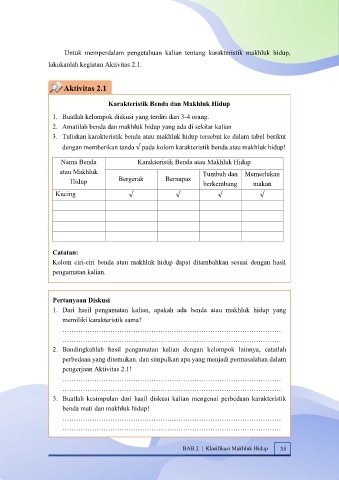 Untuk memperdalam pengetahuan kalian tentang karakteristik makhluk hidup,
lakukanlah kegiatan Aktivitas 2.1.
Aktivitas 2.1
Karakteristik Benda dan Makhluk Hidup
1. Buatlah kelompok diskusi yang terdiri dari 3-4 orang.
2. Amatilah benda dan makhluk hidup yang ada di sekitar kalian
3. Tuliskan karakteristik benda atau makhluk hidup tersebut ke dalam tabel berikut
dengan memberikan tanda √ pada kolom karakteristik benda atau makhluk hidup!
Nama Benda
atau Makhluk
Hidup
Karakteristik Benda atau Makhluk Hidup
Bergerak
Bernapas
Tumbuh dan
berkembang
Memerlukan
makan
Kucing √ √ √ √
Catatan:
Kolom ciri-ciri benda atau makhluk hidup dapat ditambahkan sesuai dengan hasil
pengamatan kalian.
Pertanyaan Diskusi
1. Dari hasil pengamatan kalian, apakah ada benda atau makhluk hidup yang
memiliki karakteristik sama?
2. Bandingkahlah hasil pengamatan kalian dengan kelompok lainnya, catatlah
perbedaan yang ditemukan. dan simpulkan apa yang menjadi permasalahan dalam
pengerjaan Aktivitas 2.1!
3. Buatlah kesimpulan dari hasil diskusi kalian mengenai perbedaan karakteristik
benda mati dan makhluk hidup!
BAB 2 | Klasifikasi Makhluk Hidup 35